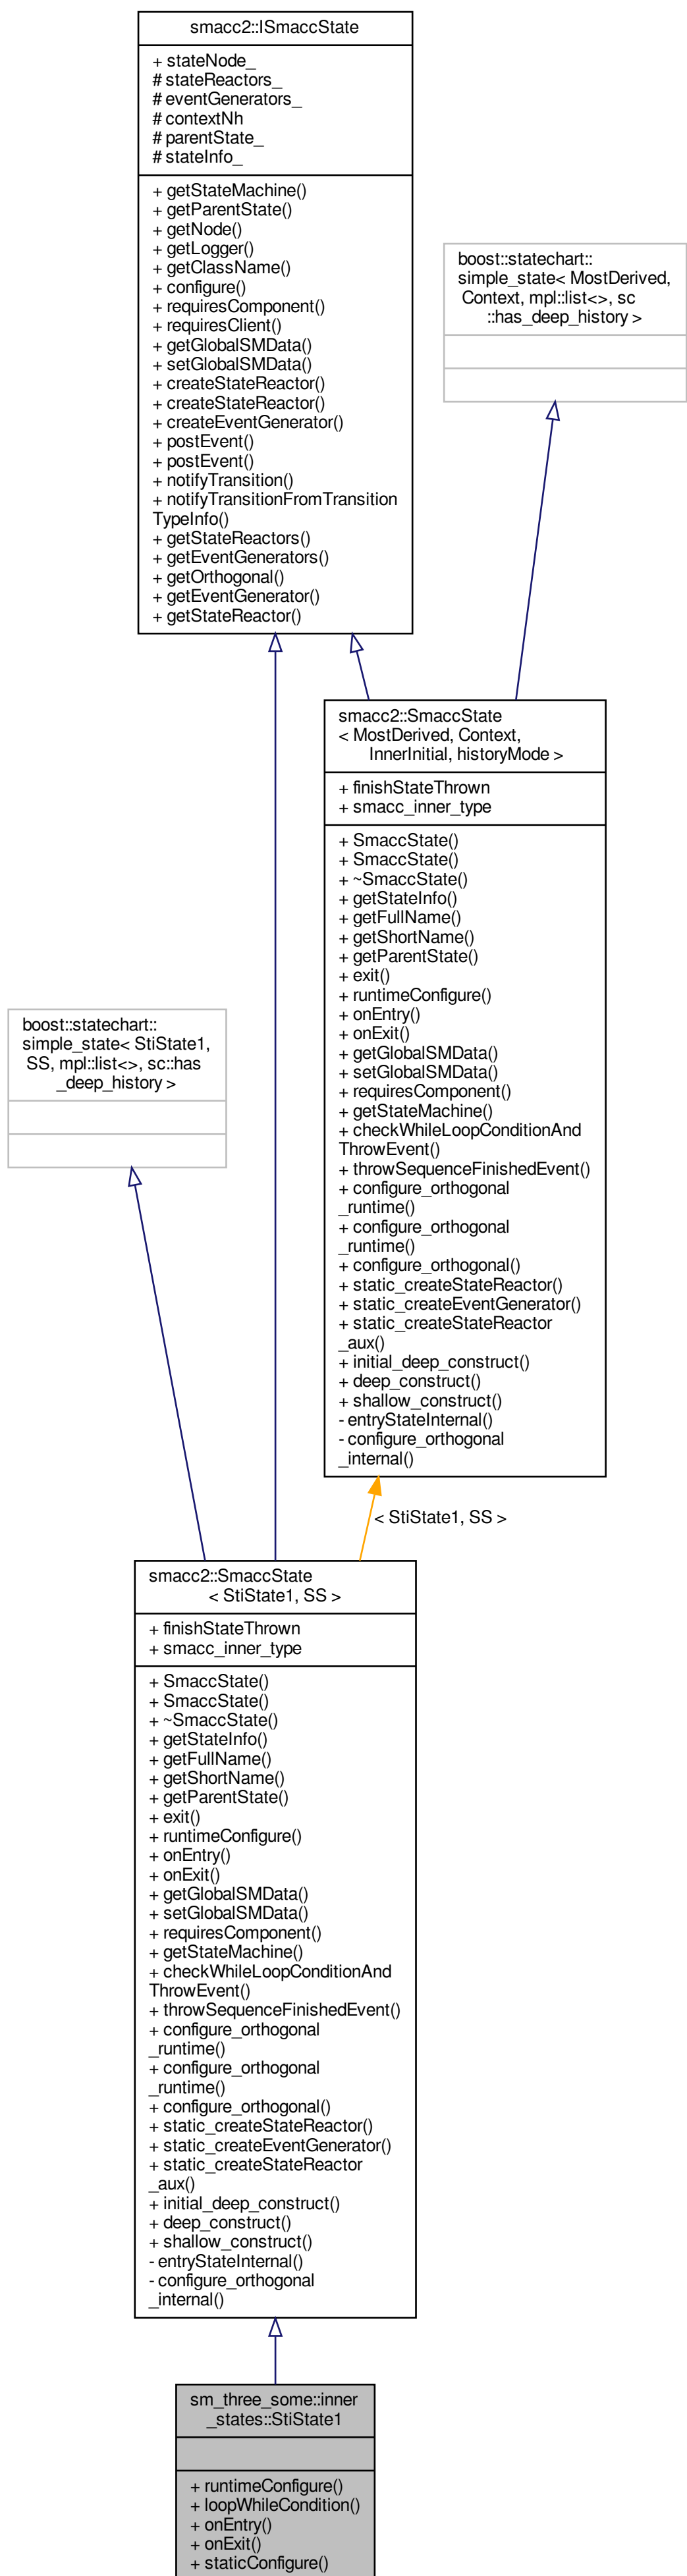 smacc2::ISmaccState
+ stateNode_
# stateReactors_
# eventGenerators_
# contextNh
# parentState_
# stateInfo_
+ getStateMachine()
+ getParentState()
+ getNode()
+ getLogger()
+ getClassName()
+ configure()
+ requiresComponent()
+ requiresClient()
+ getGlobalSMData()
+ setGlobalSMData()
+ createStateReactor()
+ createStateReactor()
+ createEventGenerator()
+ postEvent()
+ postEvent()
+ notifyTransition()
+ notifyTransitionFromTransition
TypeInfo()
+ getStateReactors()
+ getEventGenerators()
+ getOrthogonal()
+ getEventGenerator()
+ getStateReactor()
boost::statechart::
simple_state< MostDerived,
Context, mpl::list<>, sc
::has_deep_history >
smacc2::SmaccState
< MostDerived, Context,
InnerInitial, historyMode >
+ finishStateThrown
+ smacc_inner_type
+ SmaccState()
+ SmaccState()
+ ~SmaccState()
+ getStateInfo()
+ getFullName()
+ getShortName()
+ getParentState()
+ exit()
+ runtimeConfigure()
+ onEntry()
+ onExit()
+ getGlobalSMData()
+ setGlobalSMData()
+ requiresComponent()
+ getStateMachine()
+ checkWhileLoopConditionAnd
ThrowEvent()
+ throwSequenceFinishedEvent()
+ configure_orthogonal
_runtime()
+ configure_orthogonal
_runtime()
+ configure_orthogonal()
+ static_createStateReactor()
+ static_createEventGenerator()
+ static_createStateReactor
_aux()
+ initial_deep_construct()
+ deep_construct()
+ shallow_construct()
- entryStateInternal()
- configure_orthogonal
_internal()
boost::statechart::
simple_state< StiState1,
SS, mpl::list<>, sc::has
_deep_history >
< StiState1, SS >
smacc2::SmaccState
< StiState1, SS >
+ finishStateThrown
+ smacc_inner_type
+ SmaccState()
+ SmaccState()
+ ~SmaccState()
+ getStateInfo()
+ getFullName()
+ getShortName()
+ getParentState()
+ exit()
+ runtimeConfigure()
+ onEntry()
+ onExit()
+ getGlobalSMData()
+ setGlobalSMData()
+ requiresComponent()
+ getStateMachine()
+ checkWhileLoopConditionAnd
ThrowEvent()
+ throwSequenceFinishedEvent()
+ configure_orthogonal
_runtime()
+ configure_orthogonal
_runtime()
+ configure_orthogonal()
+ static_createStateReactor()
+ static_createEventGenerator()
+ static_createStateReactor
_aux()
+ initial_deep_construct()
+ deep_construct()
+ shallow_construct()
- entryStateInternal()
- configure_orthogonal
_internal()
sm_three_some::inner
_states::StiState1
+ runtimeConfigure()
+ loopWhileCondition()
+ onEntry()
+ onExit()
+ staticConfigure()